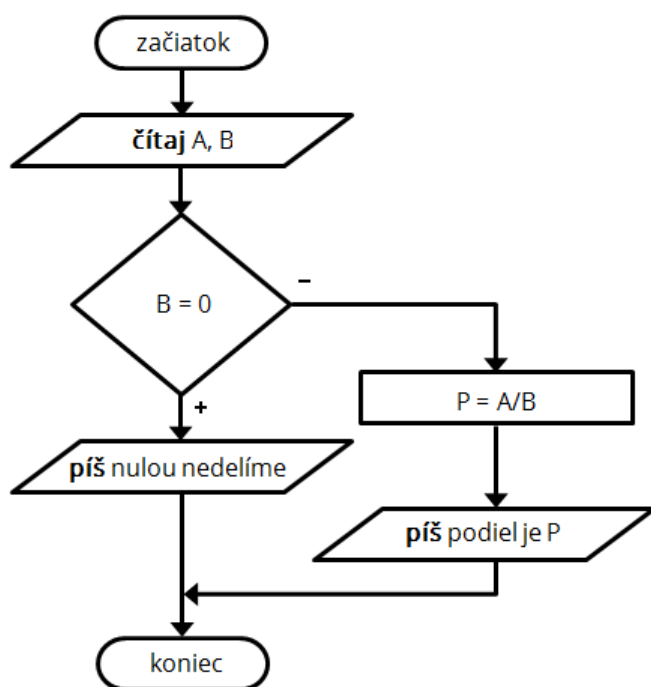 začiatok
čítaj A, B
B = 0
–
+
P = A/B
píš nulou nedelíme
píš podiel je P
koniec